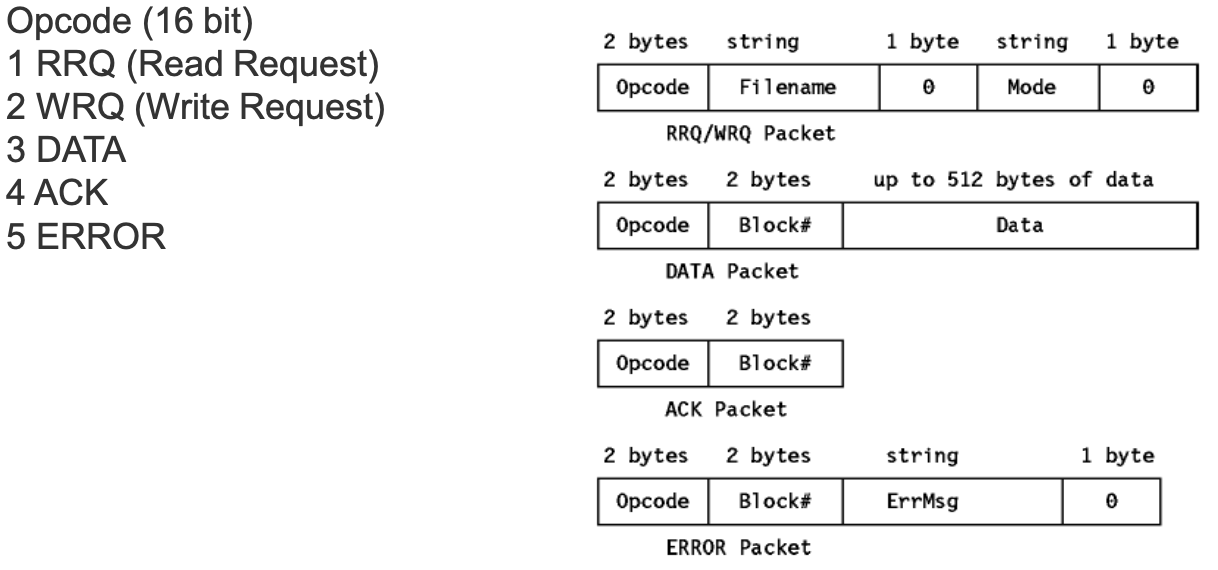 Opcode (16 bit)
1 RRQ (Read Request)
2 WRQ (Write Request)
3 DATA
4 ACK
5 ERROR
2 bytes string 1 byte string 1 byte
Opcode Filename 0 Mode 0
RRQ/WRQ Packet
2 bytes 2 bytes up to 512 bytes of data
Opcode Block# Data
DATA Packet
2 bytes 2 bytes
Opcode Block#
ACK Packet
2 bytes 2 bytes string 1 byte
Opcode Block# ErrMsg 0
ERROR Packet